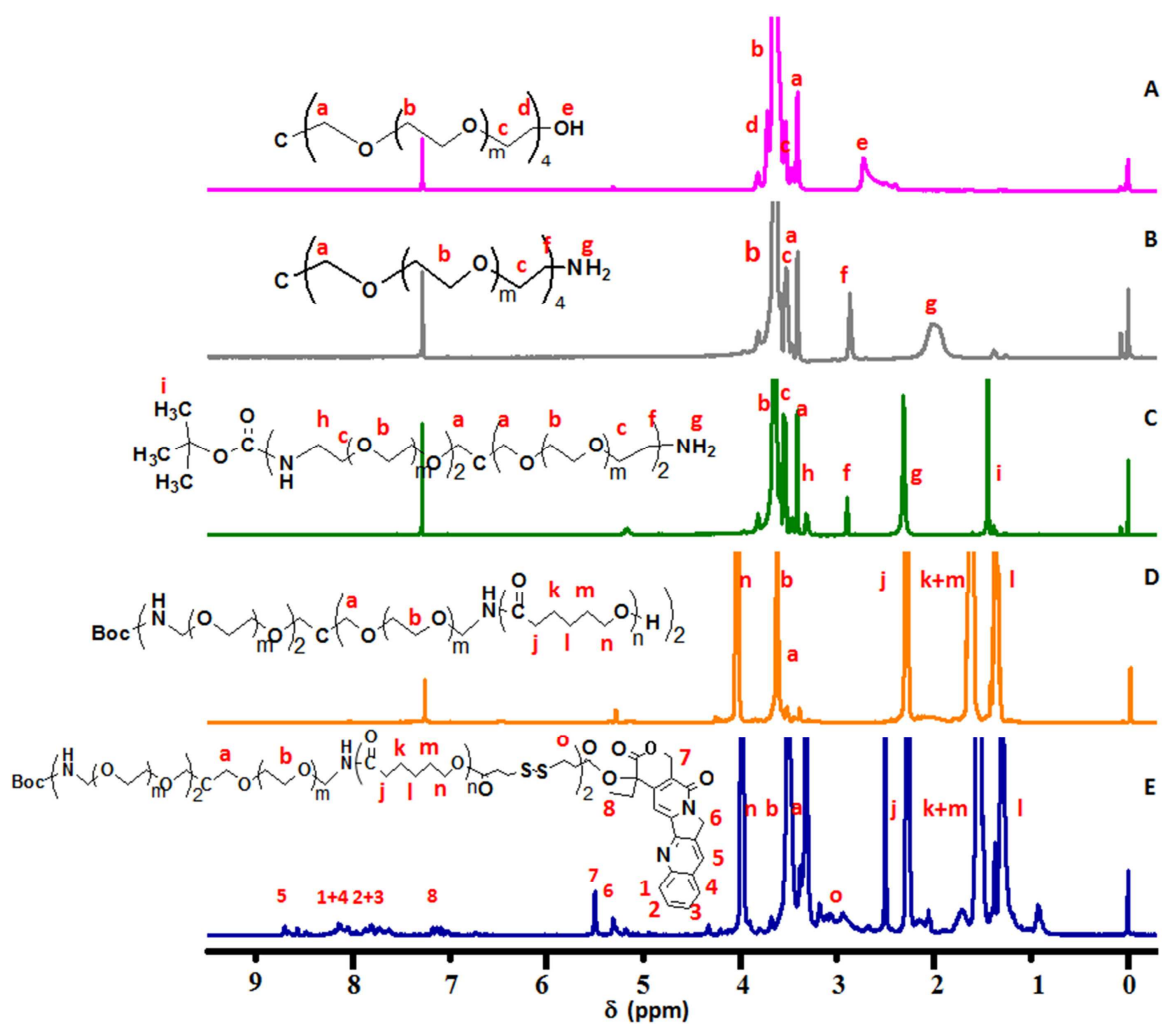 A
a b d e
b a
C O O c OH
m 4
d c e
B
a b f g
a
C O O c NH2
m 4
b c f g
C
i
H3C O h b a a b f g
c b c a
H3C O N O O C O O c NH2
H3C H m 2 m 2
h f g i
D
O k m
H N a H N O
Boc O O C O b O H
m 2 m j l n n 2
n b j k+m l
a
E
O k m o O O O 7
H N a b H N O O O
Boc O O C O O S-S O O
m 2 m j l n n O 2 8 N 6
N 5
1 4
2 3
n b a j k+m l
5 1+4 2+3 8 7 6 o
9 8 7 6 5 4 3 2 1 0
δ (ppm)